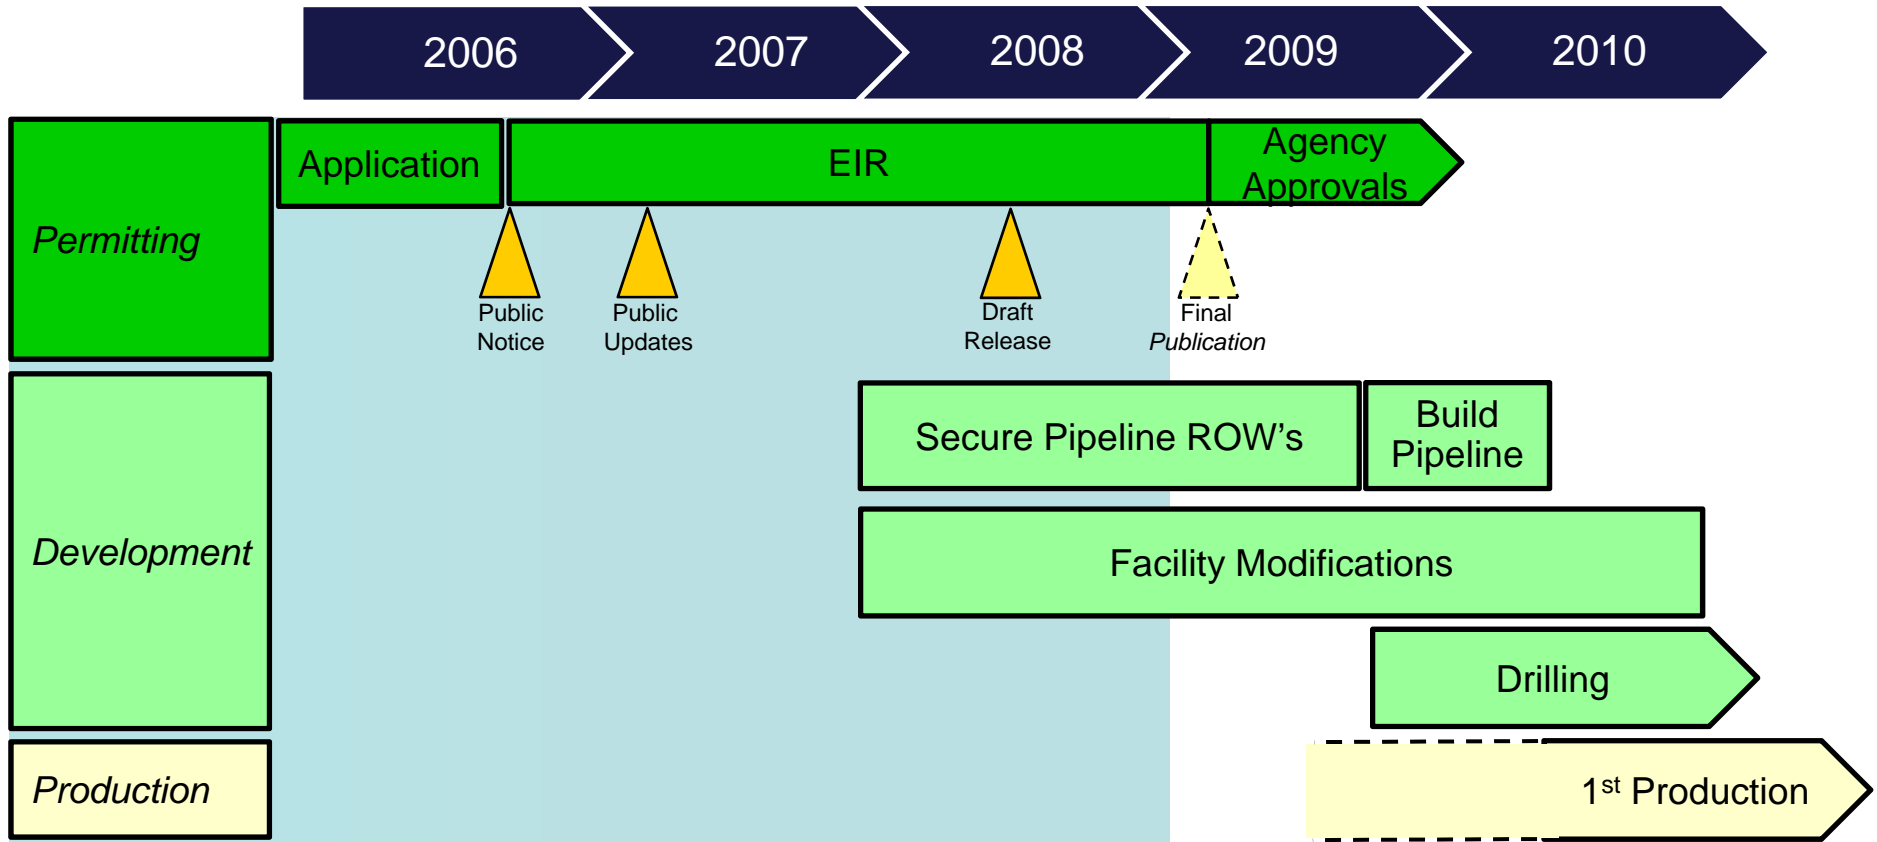 2006
2007
2008
2009
2010
Permitting
Application
EIR
Agency
Approvals
Public
Notice
Public
Updates
Draft
Release
Final
Publication
Development
Secure Pipeline ROW’s
Build
Pipeline
Facility Modifications
Drilling
Production
1st Production